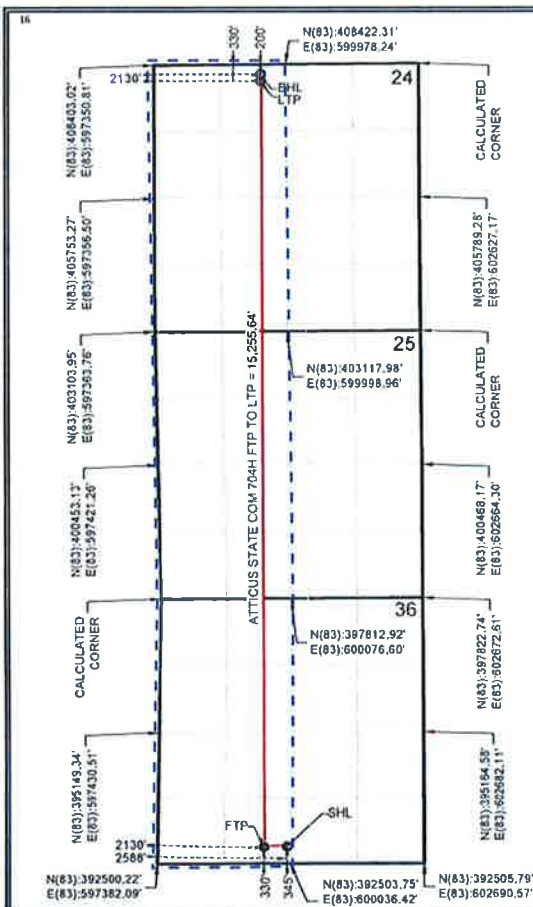 16
N(83):408422.31'
E(83):599978.24'
330'
200'
2130'
BHL
LTP
24
N(83):408403.02'
E(83):597350.81'
CALCULATED
CORNER
N(83):405753.27'
E(83):597356.50'
N(83):405789.28'
E(83):602627.17'
25
N(83):403103.95'
E(83):597363.76'
N(83):403117.98'
E(83):599998.96'
CALCULATED
CORNER
ATTICUS STATE COM 704H FTP TO LTP = 15,255.64'
N(83):400453.13'
E(83):597421.26'
N(83):400468.17'
E(83):602664.30'
36
CALCULATED
CORNER
N(83):397812.92'
E(83):600076.60'
N(83):397822.74'
E(83):602672.61'
N(83):395149.34'
E(83):597430.51'
N(83):395164.58'
E(83):602682.11'
FTP
SHL
2130'
2588'
330'
345'
N(83):392500.22'
E(83):597382.09'
N(83):392503.75'
E(83):600036.42'
N(83):392505.79'
E(83):602690.57'